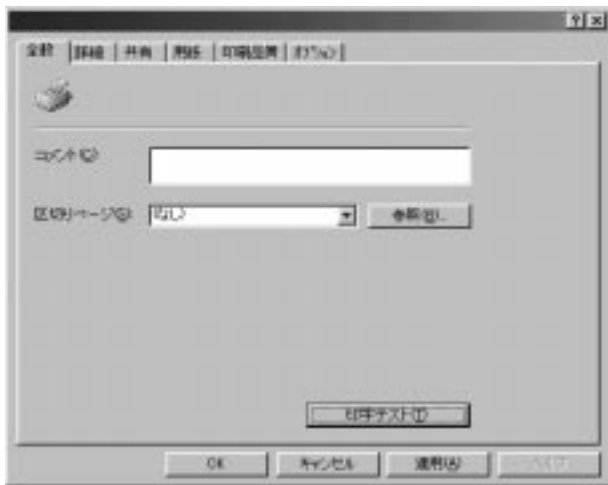 全般 詳細 共有 用紙 印刷品質 オプション
コメント(C):
区切りページ(S): (なし) 参照(B)...
印字テスト(T)
OK キャンセル 適用(A) ヘルプ